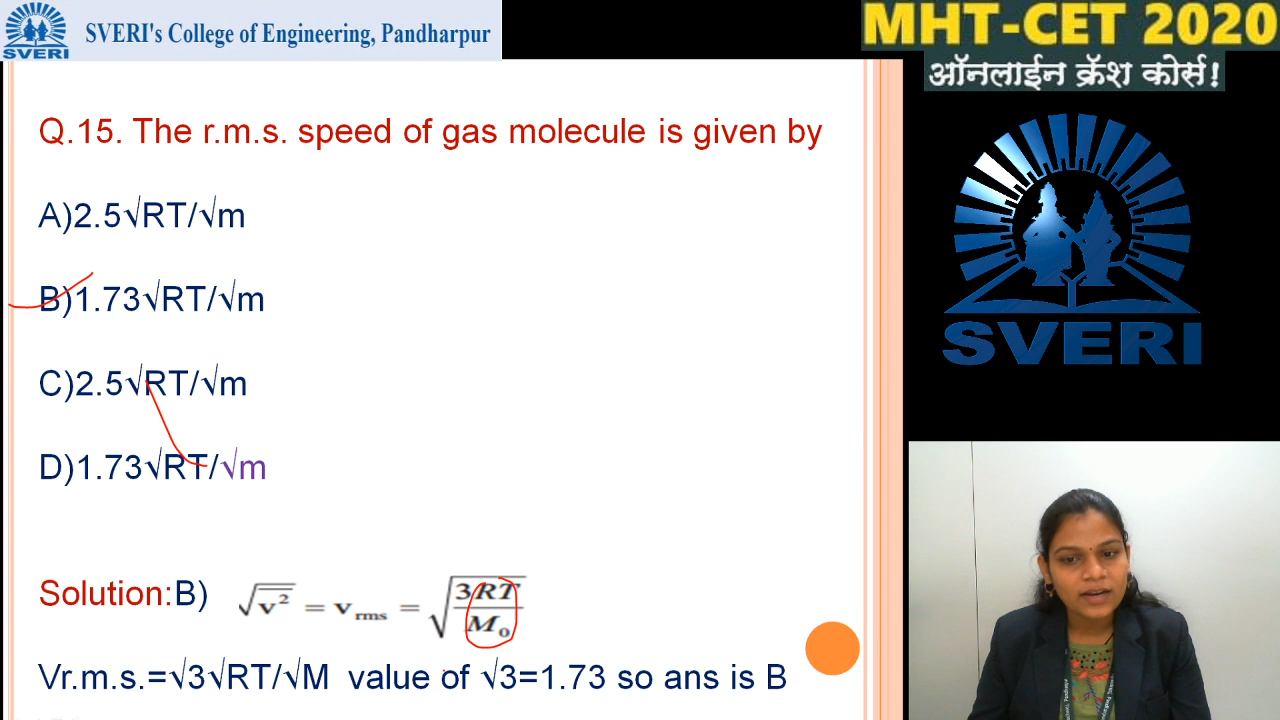 SVERI's College of Engineering, Pandharpur
SVERI
MHT-CET 2020
ऑनलाईन क्रॅश कोर्स!
Q.15. The r.m.s. speed of gas molecule is given by
A)2.5√RT/√m
B)1.73√RT/√m
C)2.5√RT/√m
D)1.73√RT/√m
SVERI
Solution:B) √v̅² = v_rms = √(3RT/M₀)
Vr.m.s.=√3√RT/√M value of √3=1.73 so ans is B